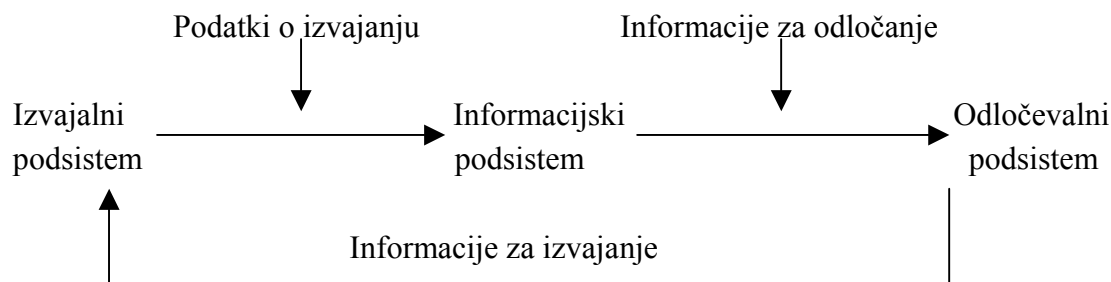 Podatki o izvajanju
Informacije za odločanje
Izvajalni
podsistem
Informacijski
podsistem
Odločevalni
podsistem
Informacije za izvajanje